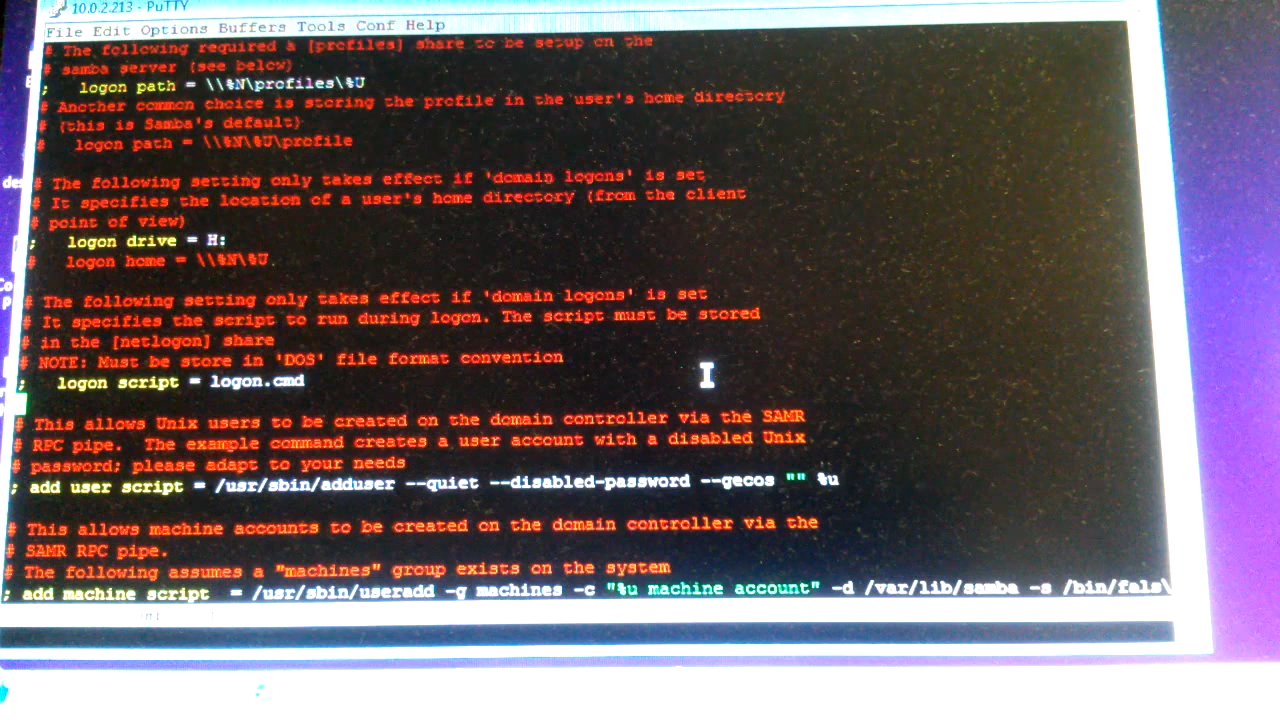 10.0.2.213 - PuTTY
File Edit Options Buffers Tools Conf Help
# The following required a [profiles] share to be setup on the
# samba server (see below)
;   logon path = \\%N\profiles\%U
# Another common choice is storing the profile in the user's home directory
# (this is Samba's default)
#   logon path = \\%N\%U\profile
# The following setting only takes effect if 'domain logons' is set
# It specifies the location of a user's home directory (from the client
# point of view)
;   logon drive = H:
#   logon home = \\%N\%U
# The following setting only takes effect if 'domain logons' is set
# It specifies the script to run during logon. The script must be stored
# in the [netlogon] share
# NOTE: Must be store in 'DOS' file format convention
;   logon script = logon.cmd
# This allows Unix users to be created on the domain controller via the SAMR
# RPC pipe.  The example command creates a user account with a disabled Unix
# password; please adapt to your needs
; add user script = /usr/sbin/adduser --quiet --disabled-password --gecos "" %u
# This allows machine accounts to be created on the domain controller via the
# SAMR RPC pipe.
# The following assumes a "machines" group exists on the system
; add machine script  = /usr/sbin/useradd -g machines -c "%u machine account" -d /var/lib/samba -s /bin/fals\